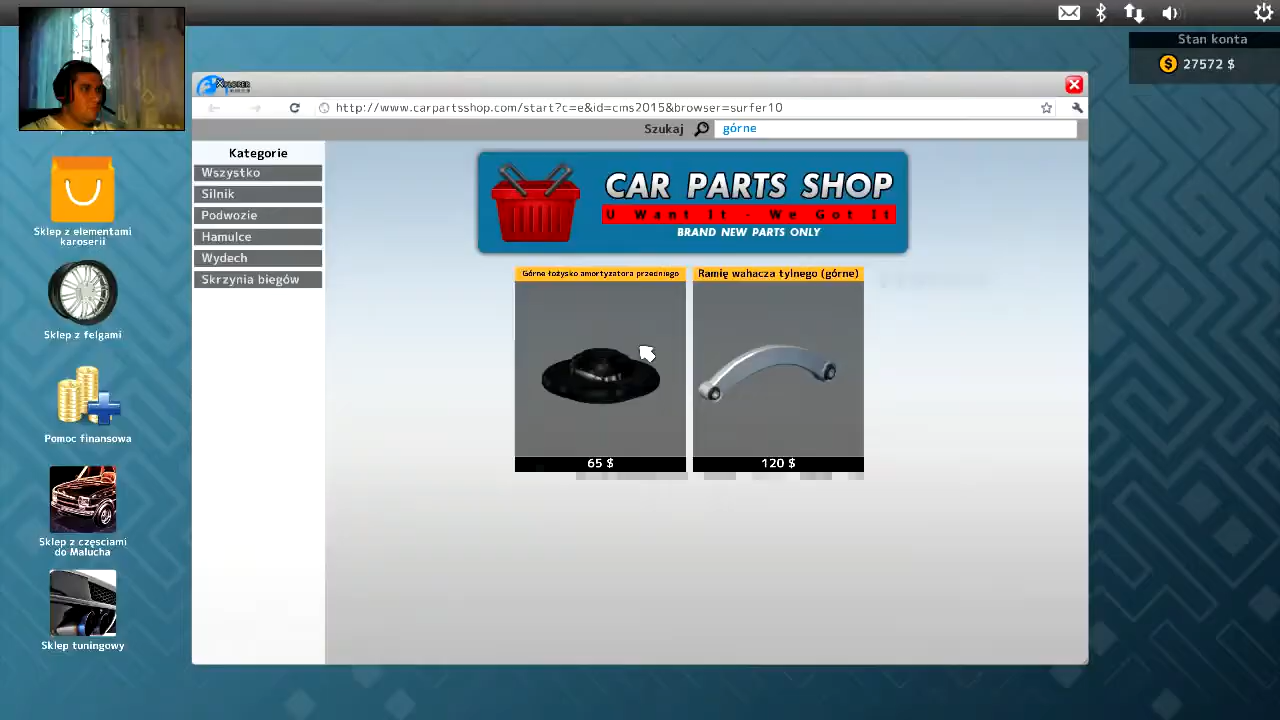 Stan konta
27572 $
XPLORER
http://www.carpartsshop.com/start?c=e&id=cms2015&browser=surfer10
Szukaj
górne
Kategorie
Wszystko
Silnik
Podwozie
Hamulce
Wydech
Skrzynia biegów
CAR PARTS SHOP
U Want It - We Got It
BRAND NEW PARTS ONLY
Górne łożysko amortyzatora przedniego
65 $
Ramię wahacza tylnego (górne)
120 $
Sklep z elementami
karoserii
Sklep z felgami
Pomoc finansowa
Sklep z częsciami
do Malucha
Sklep tuningowy